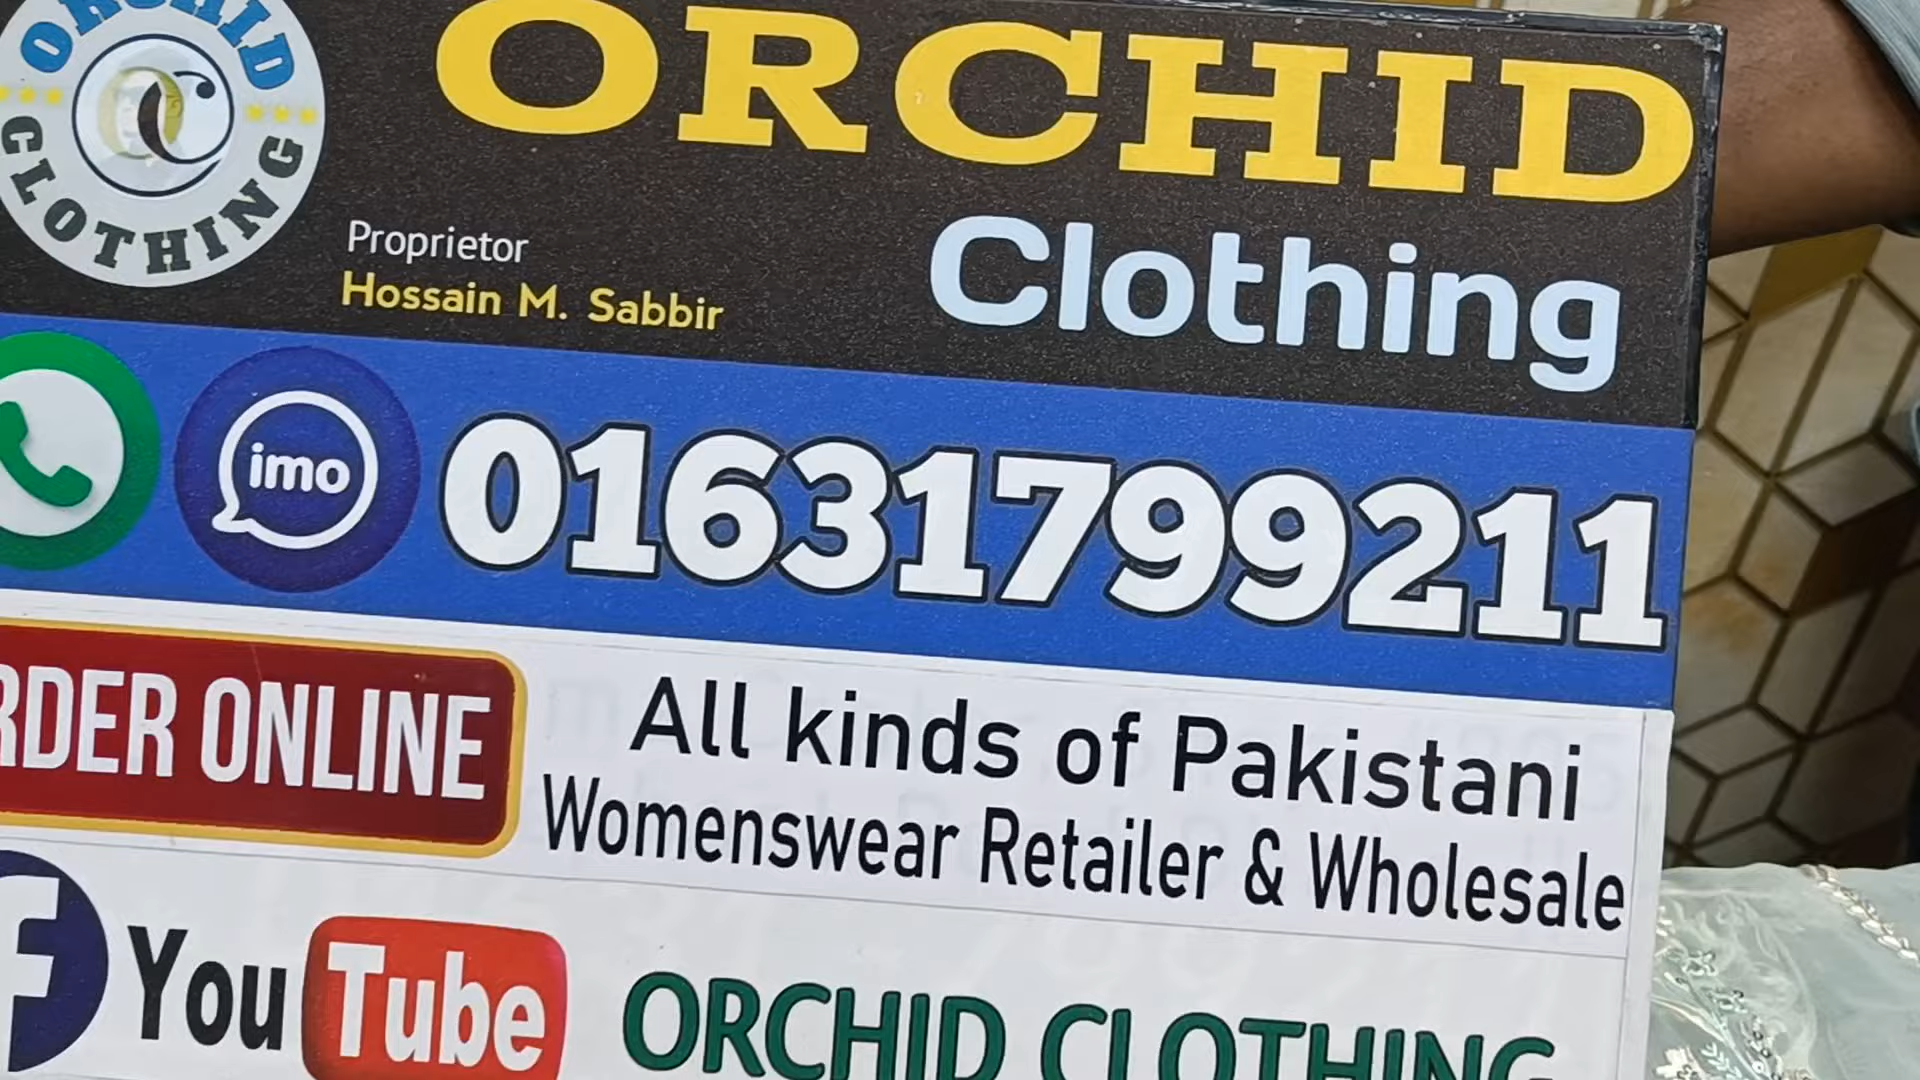 ORCHID
CLOTHING
ORCHID
Clothing
Proprietor
Hossain M. Sabbir
imo
01631799211
RDER ONLINE
All kinds of Pakistani
Womenswear Retailer & Wholesale
f YouTube ORCHID CLOTHING